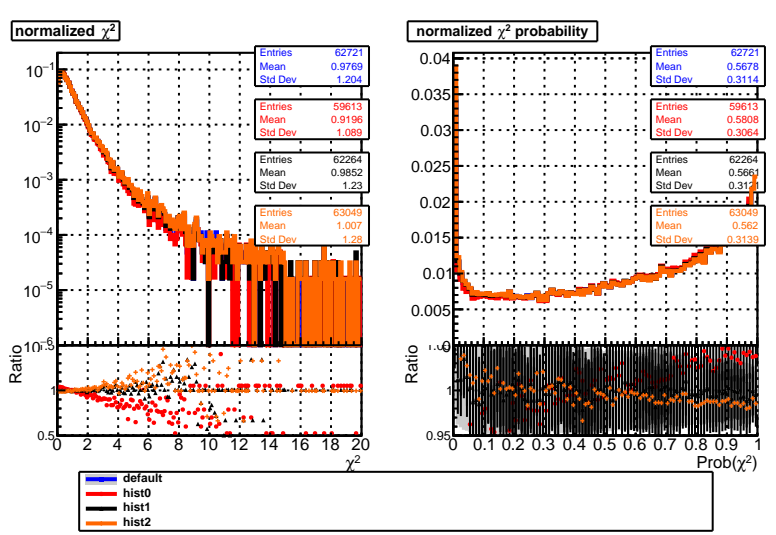 normalized χ²
Entries 62721
Mean 0.9769
Std Dev 1.204
Entries 59613
Mean 0.9196
Std Dev 1.089
Entries 62264
Mean 0.9852
Std Dev 1.23
Entries 63049
Mean 1.007
Std Dev 1.28
10⁻¹
10⁻²
10⁻³
10⁻⁴
10⁻⁵
Ratio
1
0.5
0 2 4 6 8 10 12 14 16 18 20
χ²
normalized χ² probability
Entries 62721
Mean 0.5678
Std Dev 0.3114
Entries 59613
Mean 0.5808
Std Dev 0.3064
Entries 62264
Mean 0.5661
Std Dev 0.3121
Entries 63049
Mean 0.562
Std Dev 0.3139
0.04
0.035
0.03
0.025
0.02
0.015
0.01
0.005
Ratio
1
0.95
0 0.1 0.2 0.3 0.4 0.5 0.6 0.7 0.8 0.9 1
Prob(χ²)
default
hist0
hist1
hist2